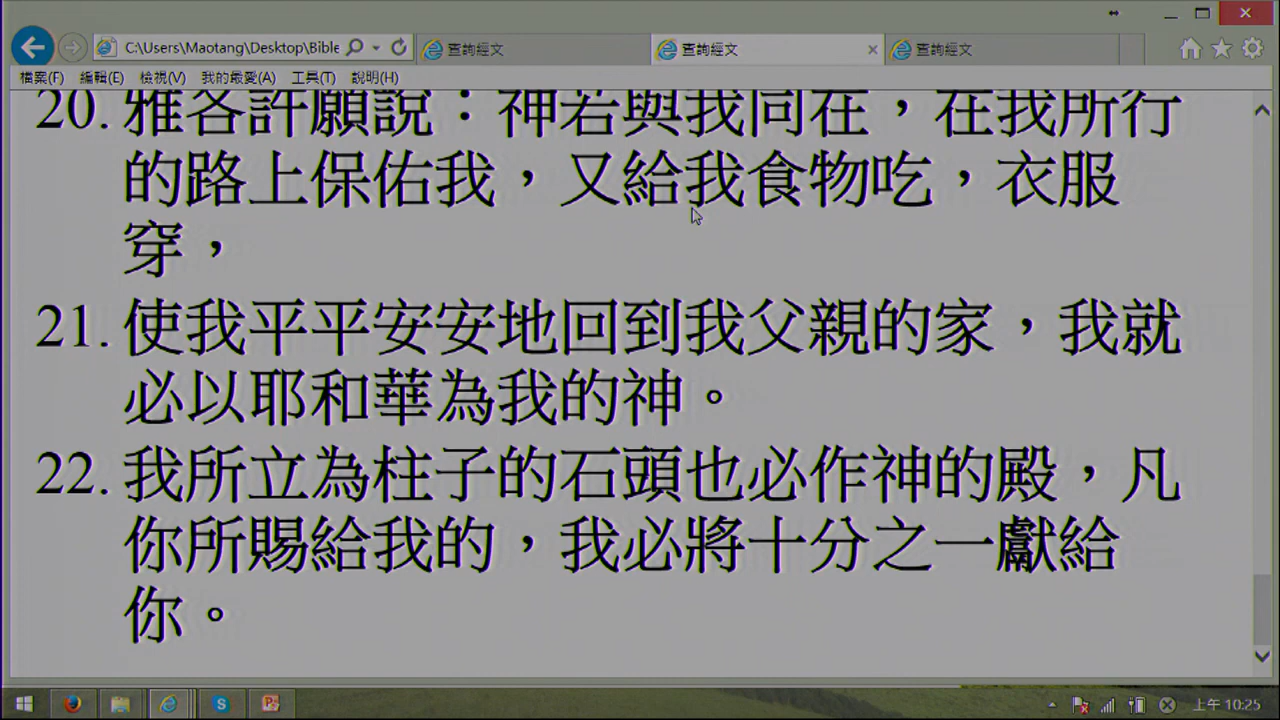 C:\Users\Maotang\Desktop\Bible
查詢經文
查詢經文
查詢經文
檔案(F) 編輯(E) 檢視(V) 我的最愛(A) 工具(T) 說明(H)
20. 雅各許願說：神若與我同在，在我所行
的路上保佑我，又給我食物吃，衣服
穿，
21. 使我平平安安地回到我父親的家，我就
必以耶和華為我的神。
22. 我所立為柱子的石頭也必作神的殿，凡
你所賜給我的，我必將十分之一獻給
你。
上午 10:25